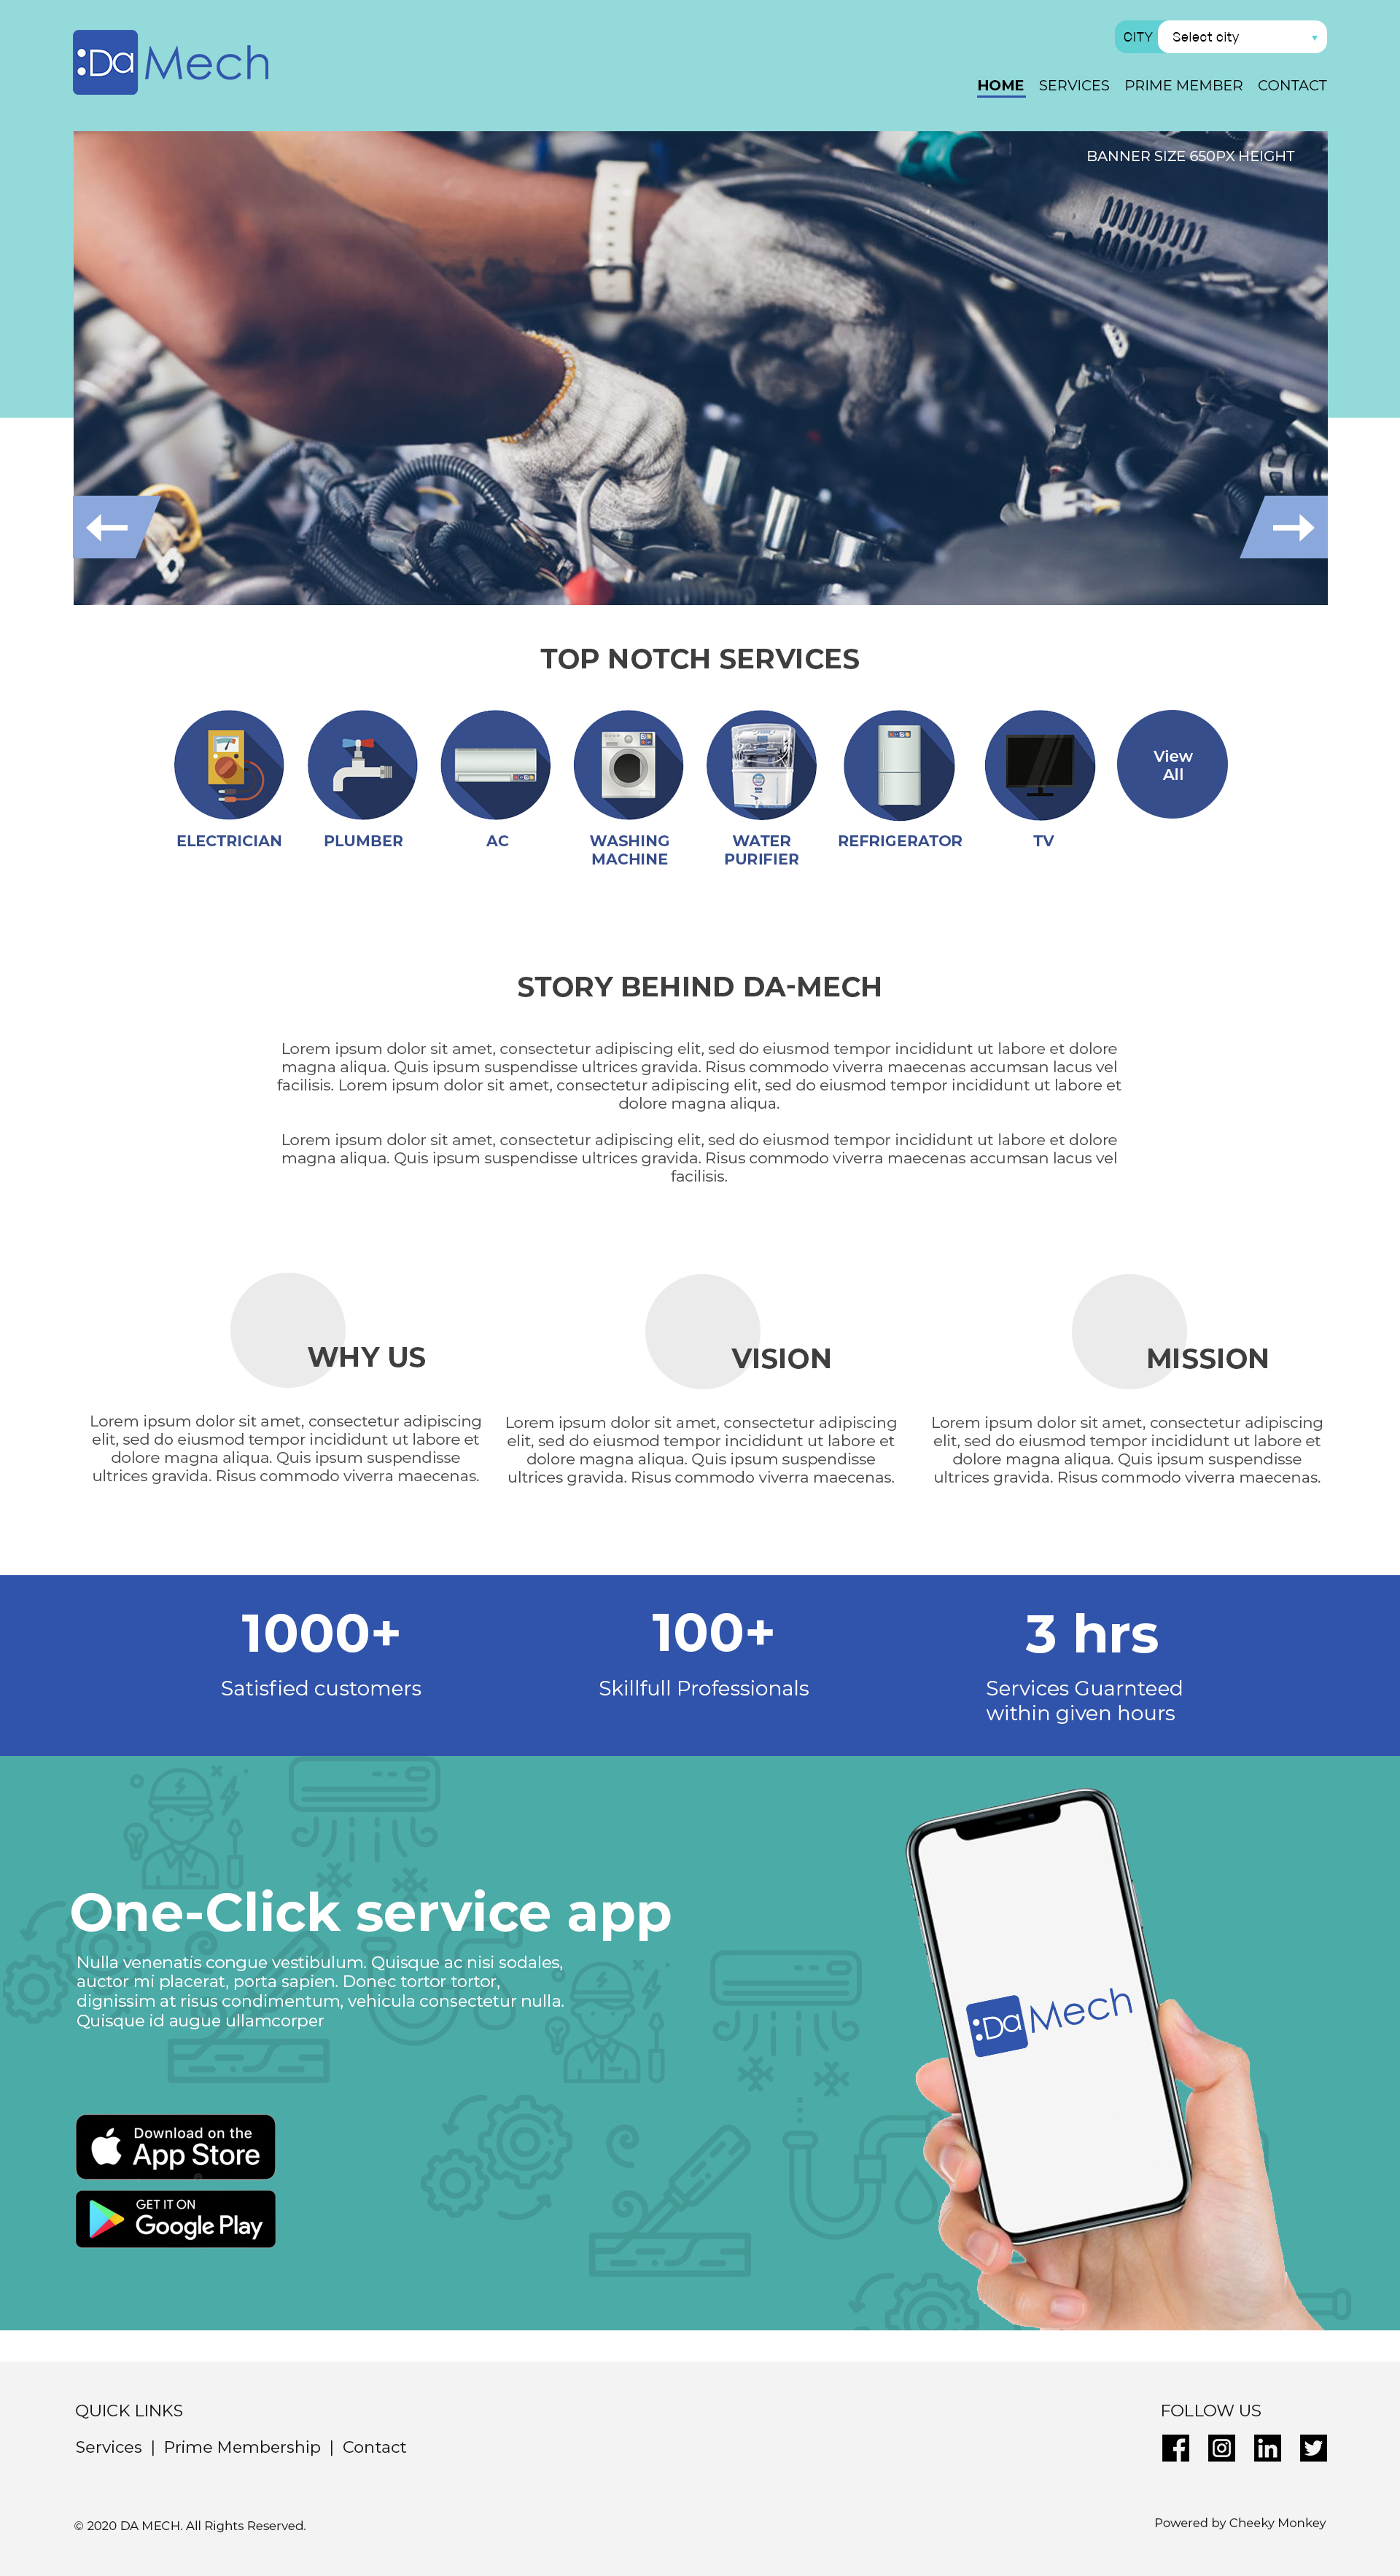 :Da Mech
CITY Select city
HOME SERVICES PRIME MEMBER CONTACT
BANNER SIZE 650PX HEIGHT
TOP NOTCH SERVICES
View
All
ELECTRICIAN
PLUMBER
AC
WASHING
MACHINE
WATER
PURIFIER
REFRIGERATOR
TV
STORY BEHIND DA-MECH
Lorem ipsum dolor sit amet, consectetur adipiscing elit, sed do eiusmod tempor incididunt ut labore et dolore
magna aliqua. Quis ipsum suspendisse ultrices gravida. Risus commodo viverra maecenas accumsan lacus vel
facilisis. Lorem ipsum dolor sit amet, consectetur adipiscing elit, sed do eiusmod tempor incididunt ut labore et
dolore magna aliqua.
Lorem ipsum dolor sit amet, consectetur adipiscing elit, sed do eiusmod tempor incididunt ut labore et dolore
magna aliqua. Quis ipsum suspendisse ultrices gravida. Risus commodo viverra maecenas accumsan lacus vel
facilisis.
WHY US
Lorem ipsum dolor sit amet, consectetur adipiscing
elit, sed do eiusmod tempor incididunt ut labore et
dolore magna aliqua. Quis ipsum suspendisse
ultrices gravida. Risus commodo viverra maecenas.
VISION
Lorem ipsum dolor sit amet, consectetur adipiscing
elit, sed do eiusmod tempor incididunt ut labore et
dolore magna aliqua. Quis ipsum suspendisse
ultrices gravida. Risus commodo viverra maecenas.
MISSION
Lorem ipsum dolor sit amet, consectetur adipiscing
elit, sed do eiusmod tempor incididunt ut labore et
dolore magna aliqua. Quis ipsum suspendisse
ultrices gravida. Risus commodo viverra maecenas.
1000+
Satisfied customers
100+
Skillfull Professionals
3 hrs
Services Guarnteed
within given hours
One-Click service app
Nulla venenatis congue vestibulum. Quisque ac nisi sodales,
auctor mi placerat, porta sapien. Donec tortor tortor,
dignissim at risus condimentum, vehicula consectetur nulla.
Quisque id augue ullamcorper
Download on the
App Store
GET IT ON
Google Play
:Da Mech
QUICK LINKS
Services | Prime Membership | Contact
FOLLOW US
© 2020 DA MECH. All Rights Reserved.
Powered by Cheeky Monkey